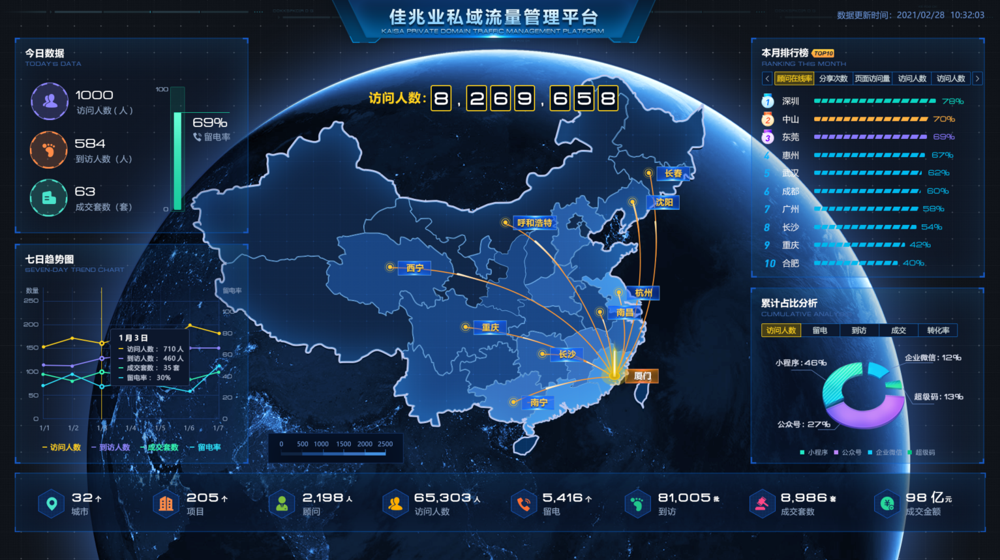 佳兆业私域流量管理平台
KAISA PRIVATE DOMAIN TRAFFIC MANAGEMENT PLATFORM
数据更新时间：2021/02/28 10:32:03
今日数据
TODAY'S DATA
1000
访问人数（人）
584
到访人数（人）
63
成交套数（套）
100
0
69%
留电率
七日趋势图
SEVEN-DAY TREND CHART
数量
留电率
250
200
150
100
50
0
100
80
60
40
20
0
1月3日
访问人数： 710 人
到访人数： 460 人
成交套数： 35 套
留电率： 30%
1/1 1/2 1/3 1/4 1/5 1/6 1/7
访问人数 到访人数 成交套数 留电率
访问人数: 8,269,658
长春
沈阳
呼和浩特
西宁
杭州
南昌
重庆
长沙
厦门
南宁
0 500 1000 1500 2000 2500
本月排行榜 TOP10
RANKING THIS MONTH
< 顾问在线率 分享次数 页面访问量 访问人数 访问人数 >
1 深圳 78%
2 中山 70%
3 东莞 69%
4 惠州 67%
5 武汉 62%
6 成都 60%
7 广州 58%
8 长沙 54%
9 重庆 42%
10 合肥 40%
累计占比分析
CUMULATIVE
访问人数 留电 到访 成交 转化率
小程序: 46%
企业微信: 12%
超级码: 13%
公众号: 27%
小程序 公众号 企业微信 超级码
32 个
城市
205 个
项目
2,198 人
顾问
65,303 人
访问人数
5,416 个
留电
81,005 批
到访
8,986 套
成交套数
98 亿元
成交金额